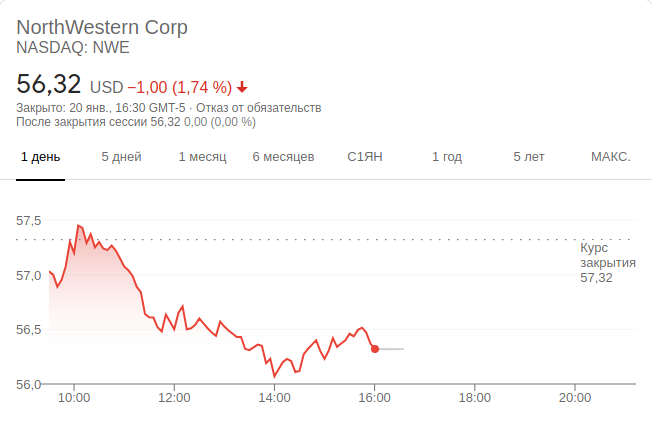 NorthWestern Corp
NASDAQ: NWE
56,32 USD −1,00 (1,74 %)
Закрыто: 20 янв., 16:30 GMT-5 · Отказ от обязательств
После закрытия сессии 56,32 0,00 (0,00 %)
1 день 5 дней 1 месяц 6 месяцев С1ЯН 1 год 5 лет МАКС.
57,5
Курс
закрытия
57,32
57,0
56,5
56,0
10:00 12:00 14:00 16:00 18:00 20:00